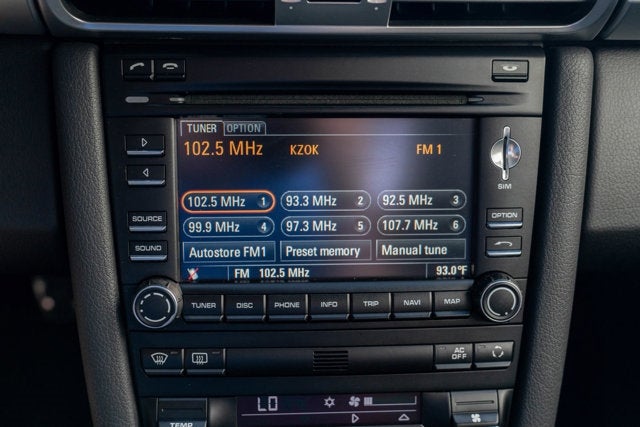 TUNER OPTION
102.5 MHz KZOK FM 1
SIM
102.5 MHz 1 93.3 MHz 2 92.5 MHz 3
99.9 MHz 4 97.3 MHz 5 107.7 MHz 6
OPTION
SOURCE
SOUND
Autostore FM1 Preset memory Manual tune
FM 102.5 MHz 93.0°F
TUNER DISC PHONE INFO TRIP NAVI MAP
AC OFF
LO
TEMP